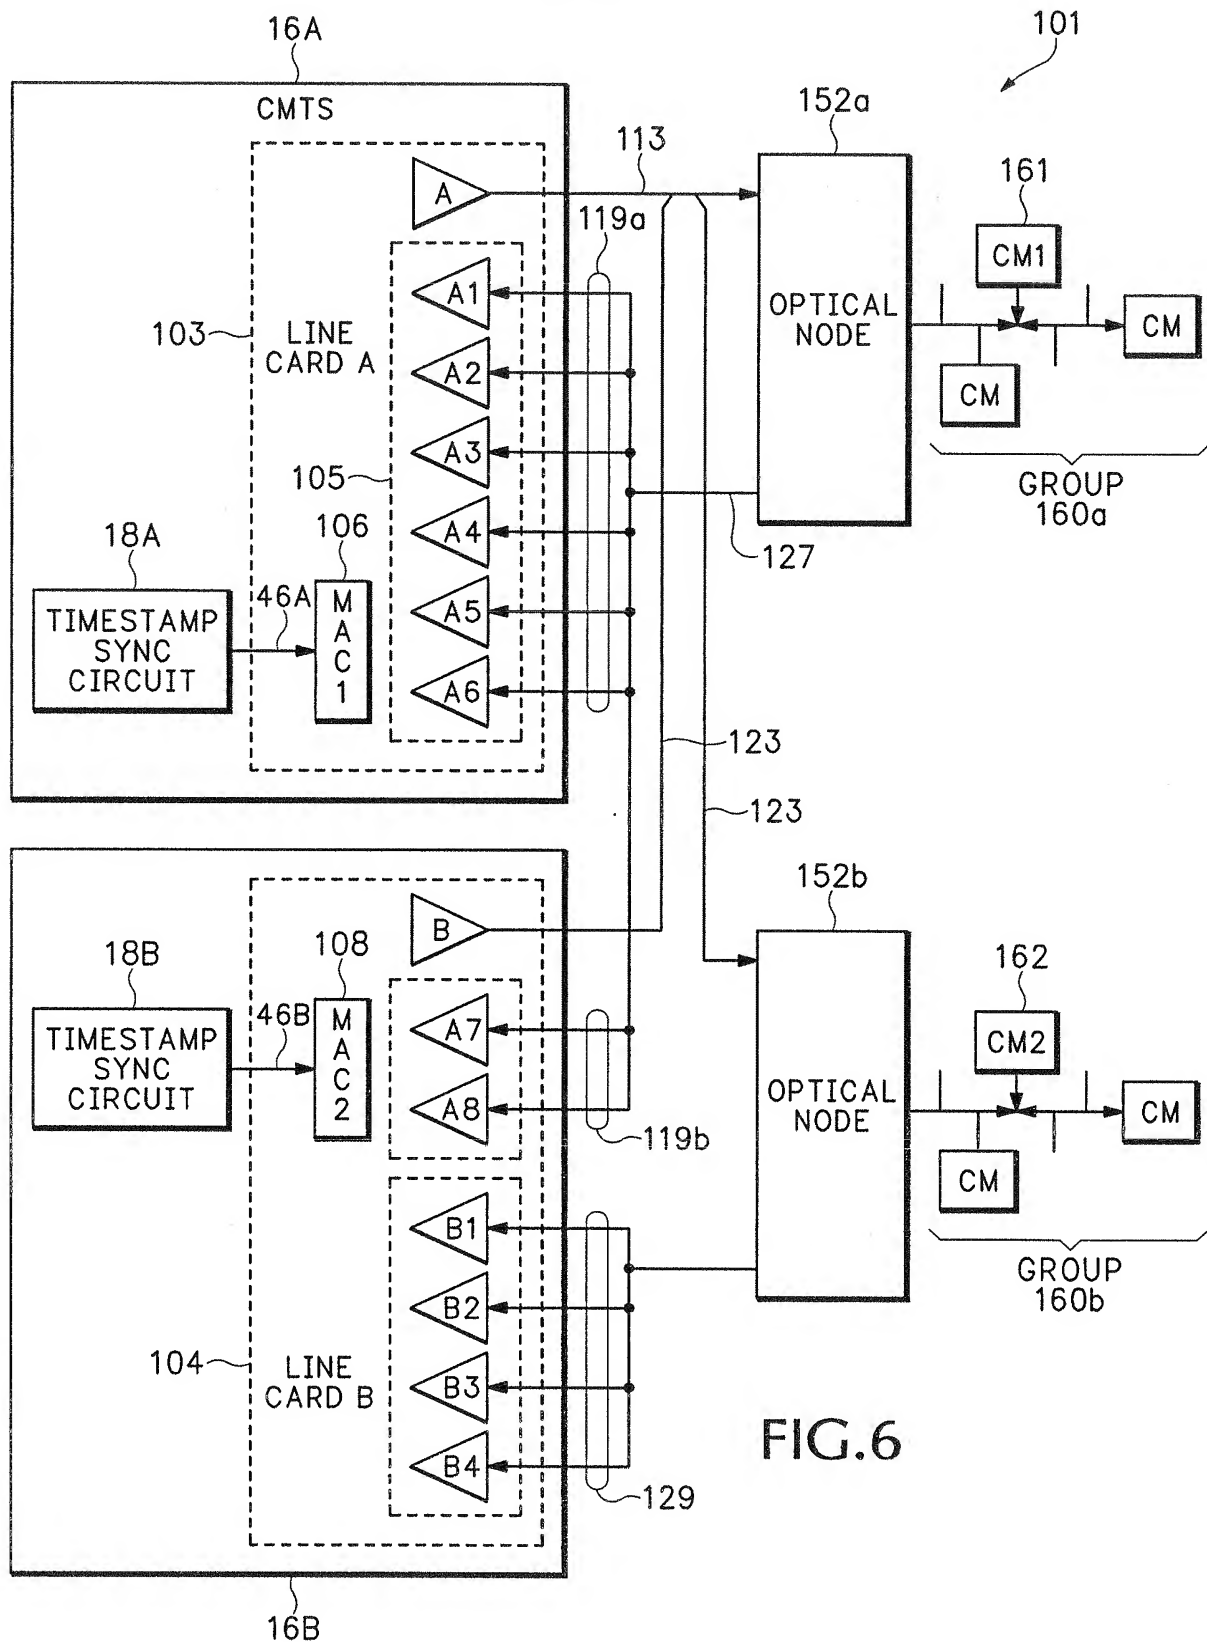 16A
101
CMTS
152a
113
A
161
119a
CM1
A1
103
LINE
CARD A
OPTICAL
NODE
CM
A2
CM
A3
105
GROUP
160a
18A
106
A4
127
46A
TIMESTAMP
SYNC
CIRCUIT
M
A
C
1
A5
A6
123
123
152b
B
18B
108
162
46B
TIMESTAMP
SYNC
CIRCUIT
M
A
C
2
A7
CM2
OPTICAL
NODE
A8
CM
119b
CM
B1
GROUP
160b
B2
104
LINE
CARD B
B3
FIG.6
B4
129
16B